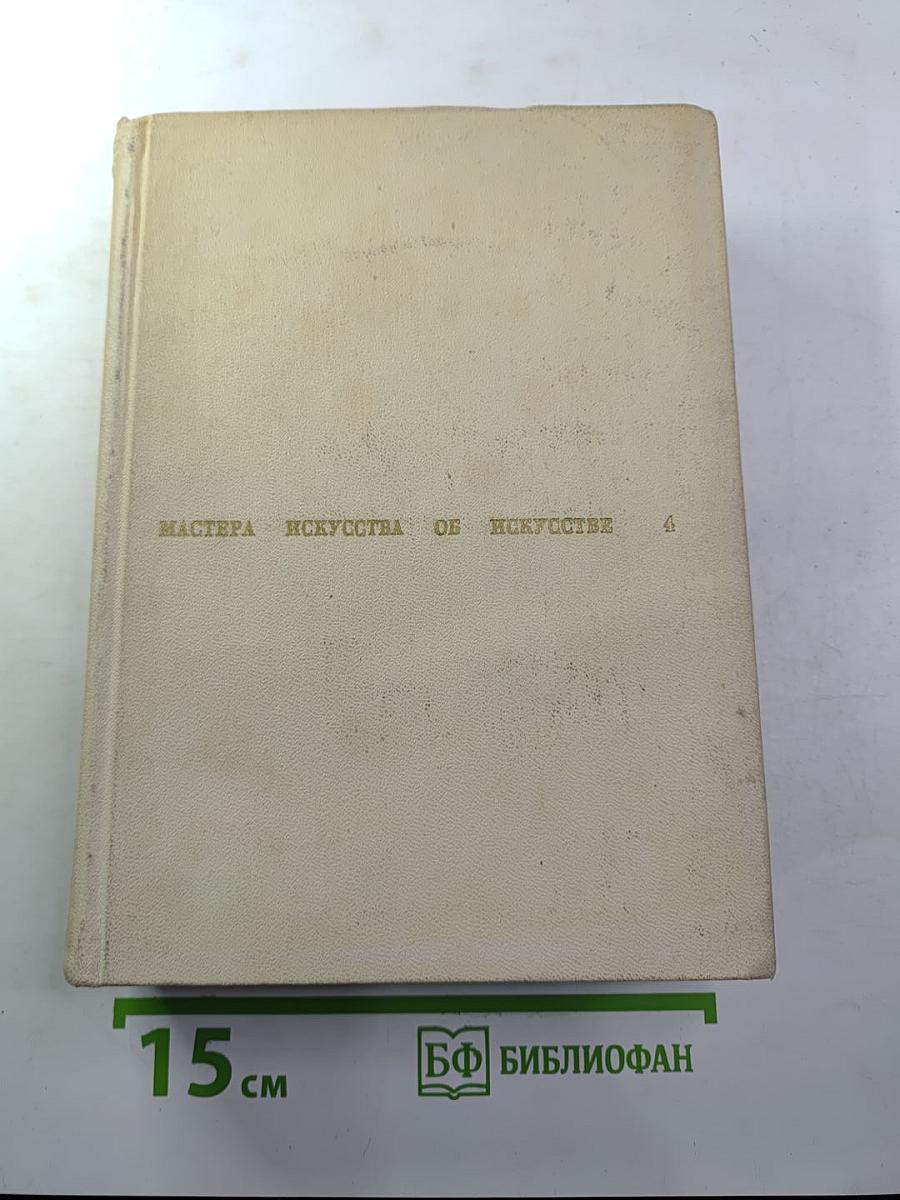 МАСТЕРА ИСКУССТВА ОБ ИСКУССТВЕ 4
15 см
БФ БИБЛИОФАН